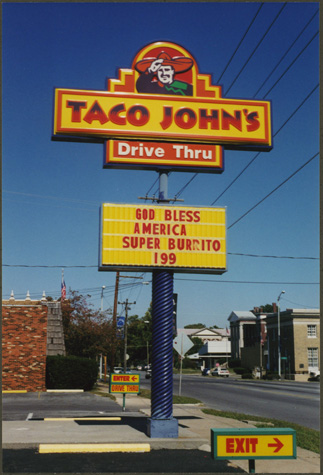 TACO JOHN'S
Drive Thru
GOD BLESS
AMERICA
SUPER BURRITO
199
ENTER
DRIVE THRU
EXIT